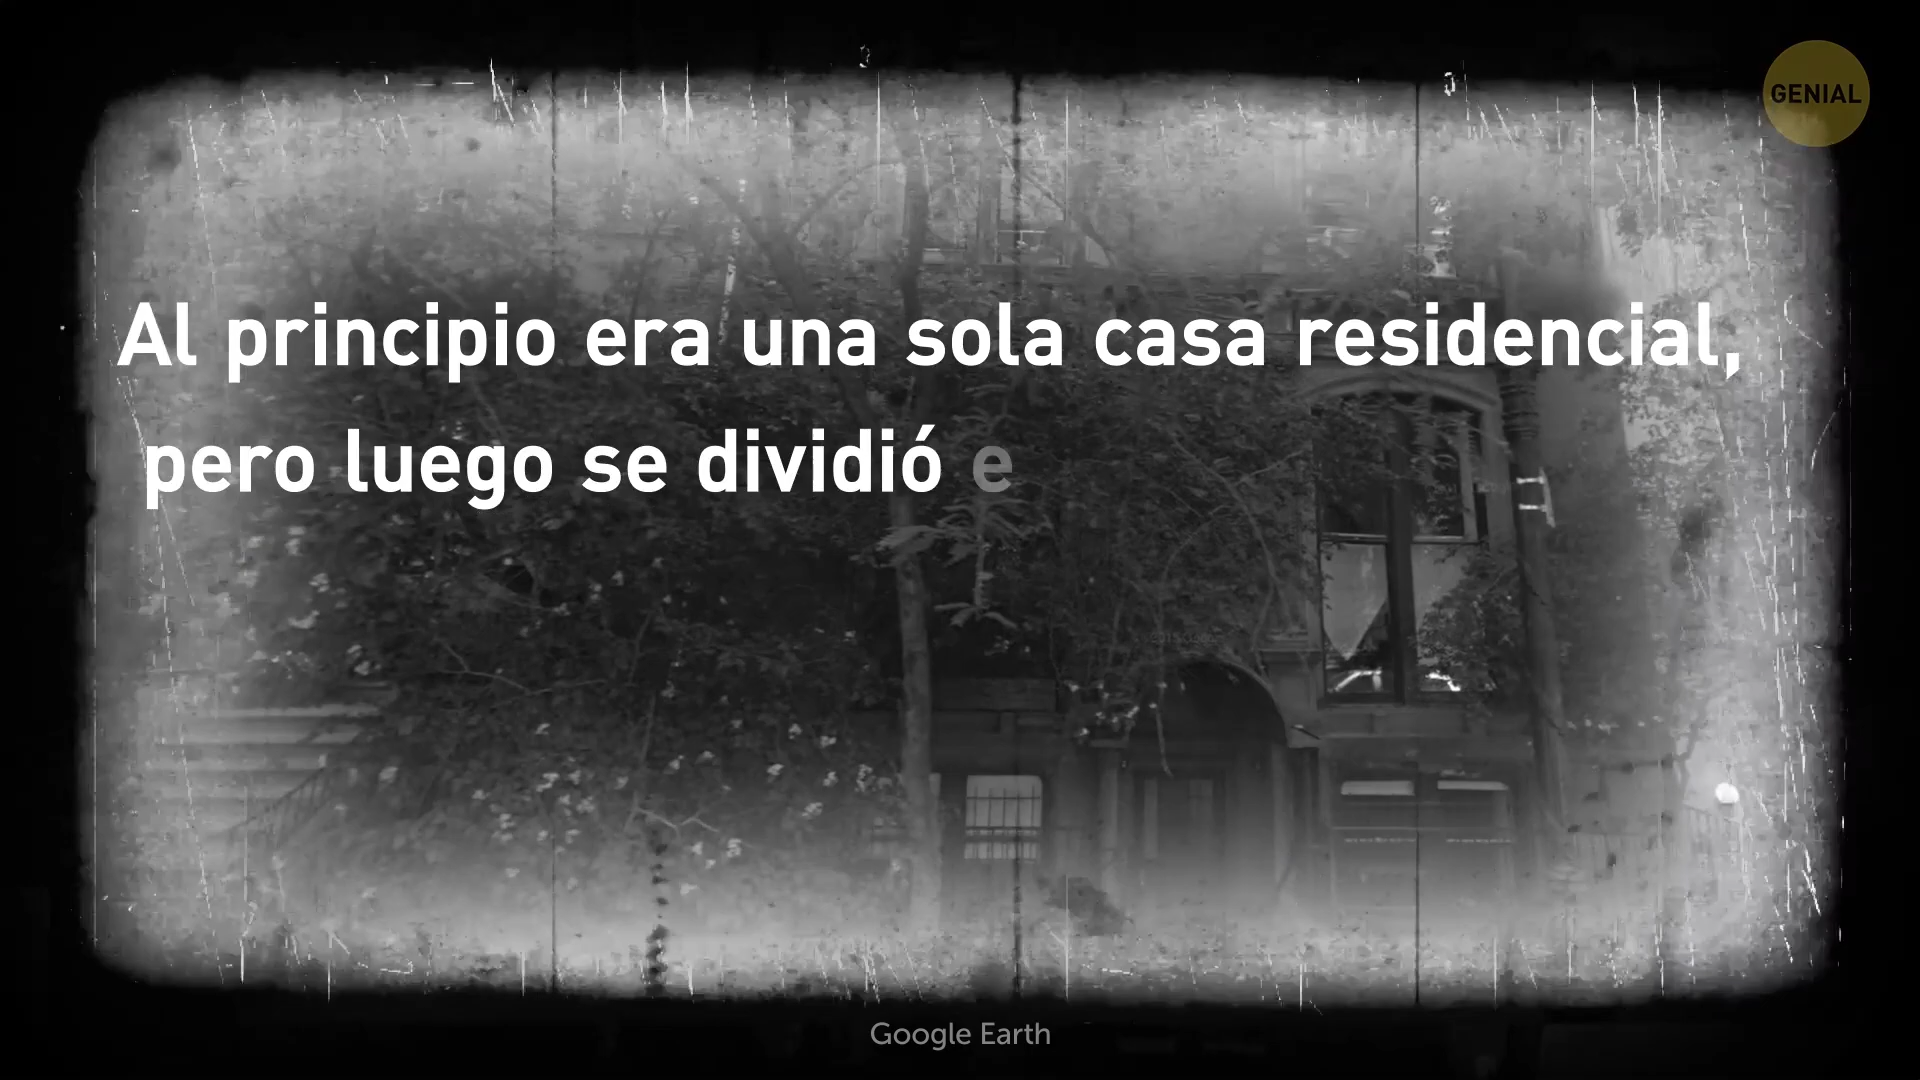 GENIAL
Al principio era una sola casa residencial,
pero luego se dividió e
Google Earth